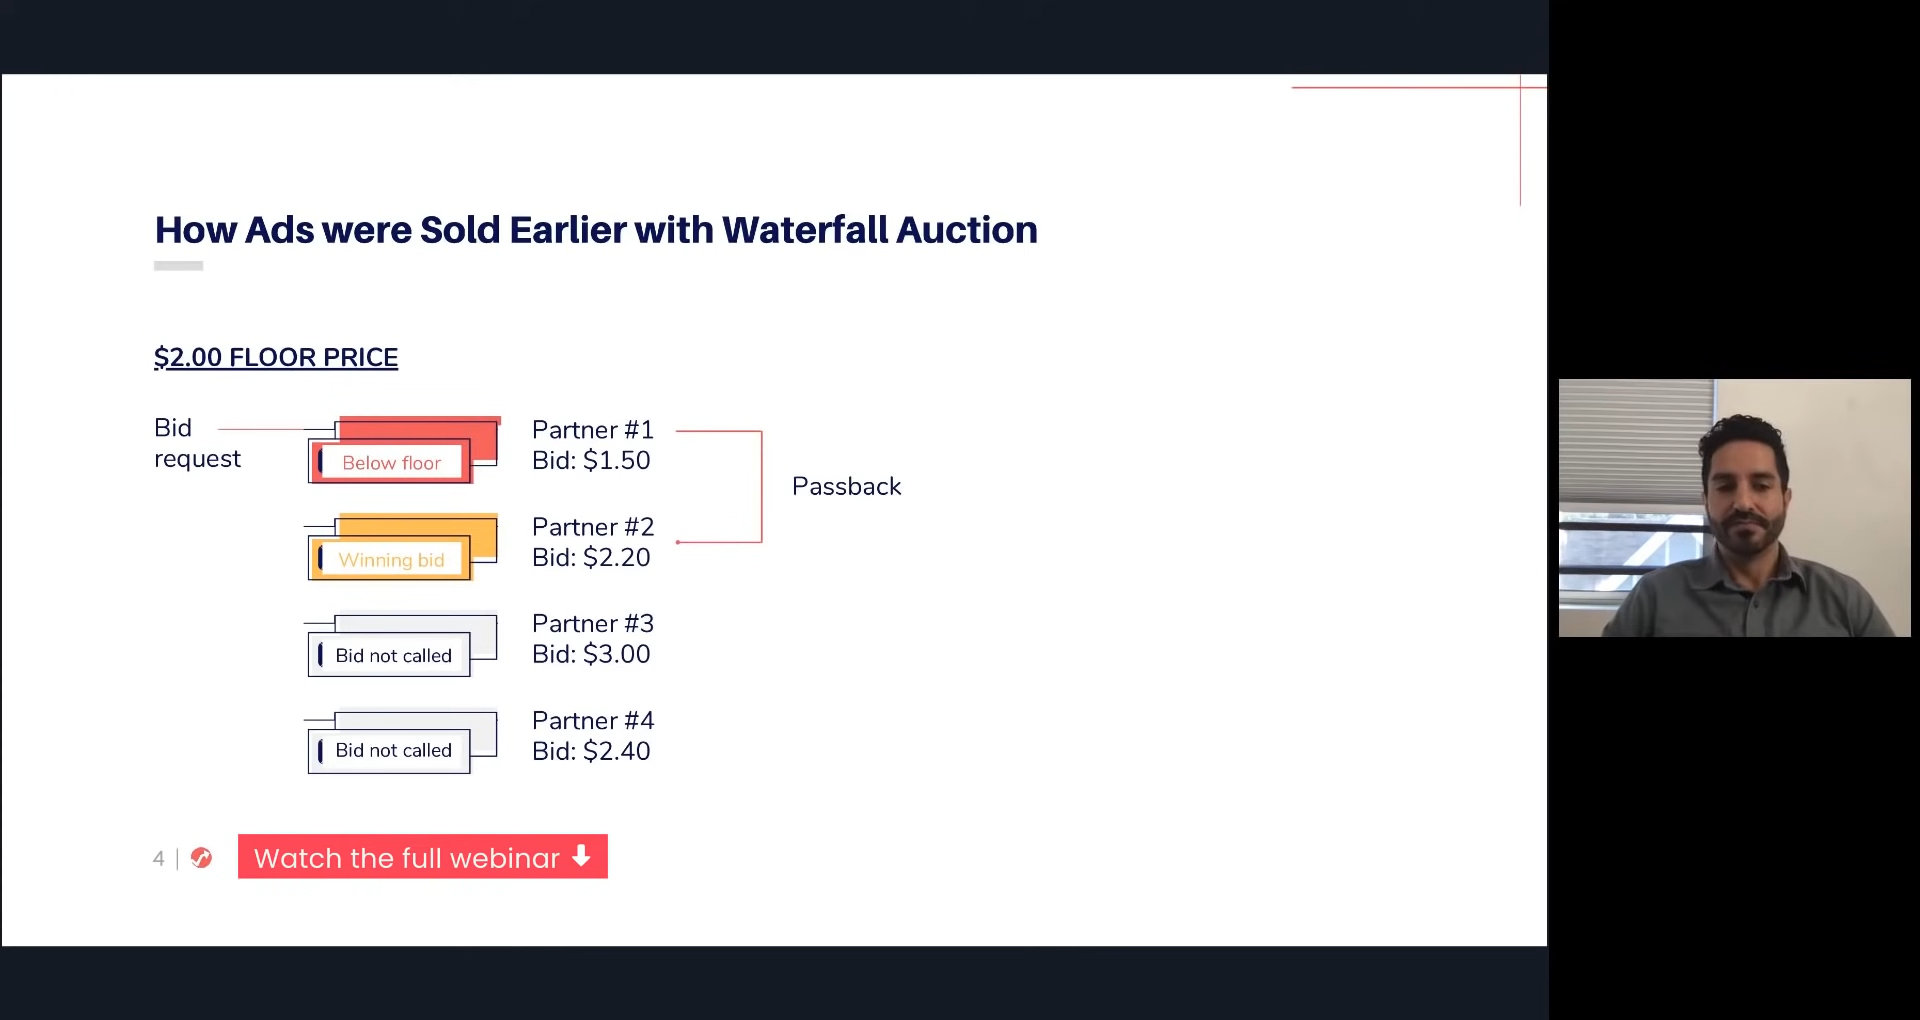 How Ads were Sold Earlier with Waterfall Auction
$2.00 FLOOR PRICE
Bid
request
Below floor
Partner #1
Bid: $1.50
Passback
Winning bid
Partner #2
Bid: $2.20
Bid not called
Partner #3
Bid: $3.00
Bid not called
Partner #4
Bid: $2.40
4
Watch the full webinar